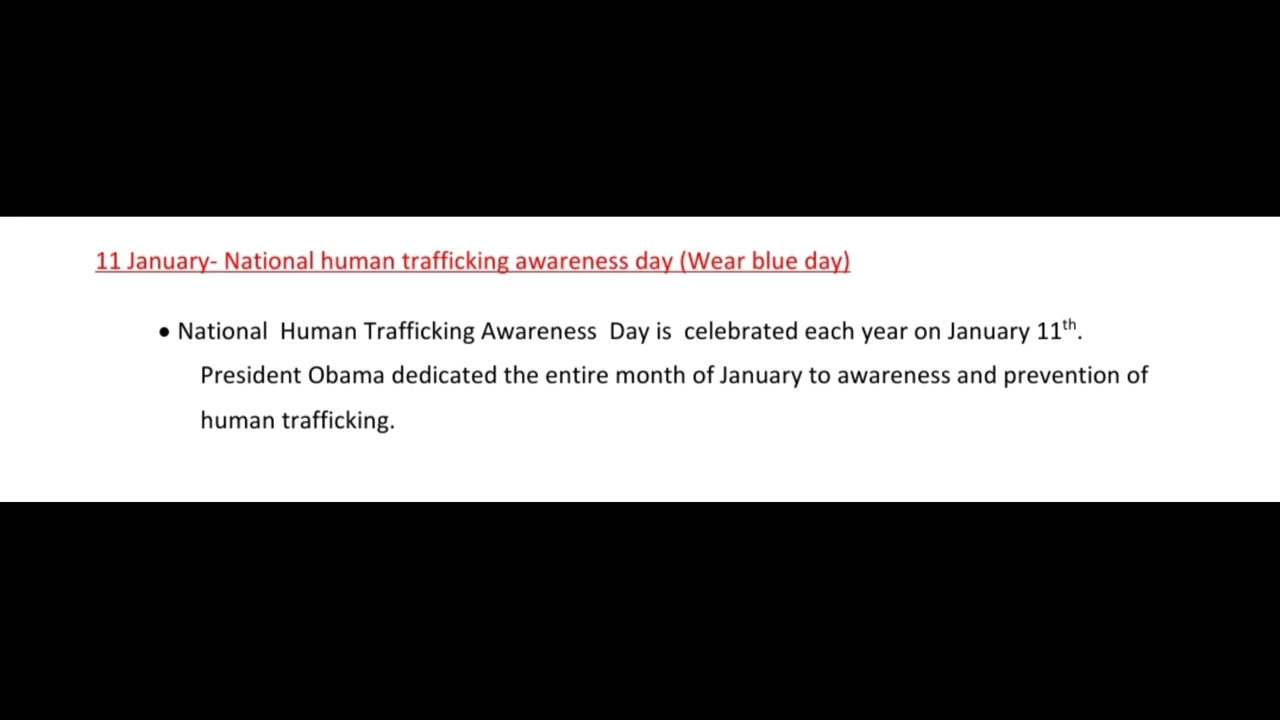 11 January- National human trafficking awareness day (Wear blue day)
• National Human Trafficking Awareness Day is celebrated each year on January 11th.
President Obama dedicated the entire month of January to awareness and prevention of
human trafficking.